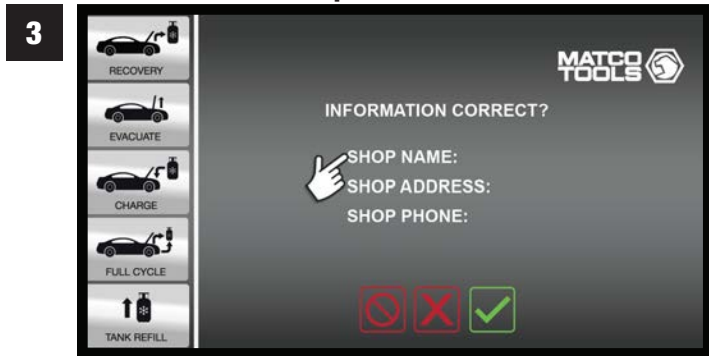 3
RECOVERY
EVACUATE
CHARGE
FULL CYCLE
TANK REFILL
MATCO
TOOLS
INFORMATION CORRECT?
SHOP NAME:
SHOP ADDRESS:
SHOP PHONE: